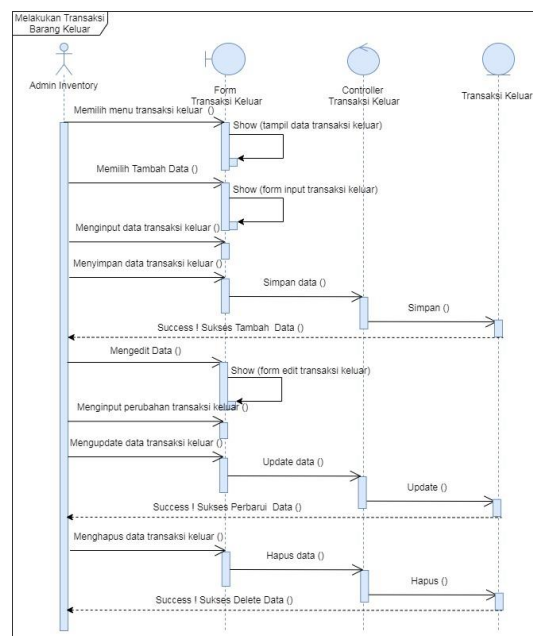 Melakukan Transaksi
Barang Keluar
Admin Inventory
Form
Transaksi Keluar
Controller
Transaksi Keluar
Transaksi Keluar
Memilih menu transaksi keluar ()
Show (tampil data transaksi keluar)
Memilih Tambah Data ()
Show (form input transaksi keluar)
Menginput data transaksi keluar ()
Menyimpan data transaksi keluar ()
Simpan data ()
Simpan ()
Success ! Sukses Tambah Data ()
Mengedit Data ()
Show (form edit transaksi keluar)
Menginput perubahan transaksi keluar ()
Mengupdate data transaksi keluar ()
Update data ()
Update ()
Success ! Sukses Perbarui Data ()
Menghapus data transaksi keluar ()
Hapus data ()
Hapus ()
Success ! Sukses Delete Data ()